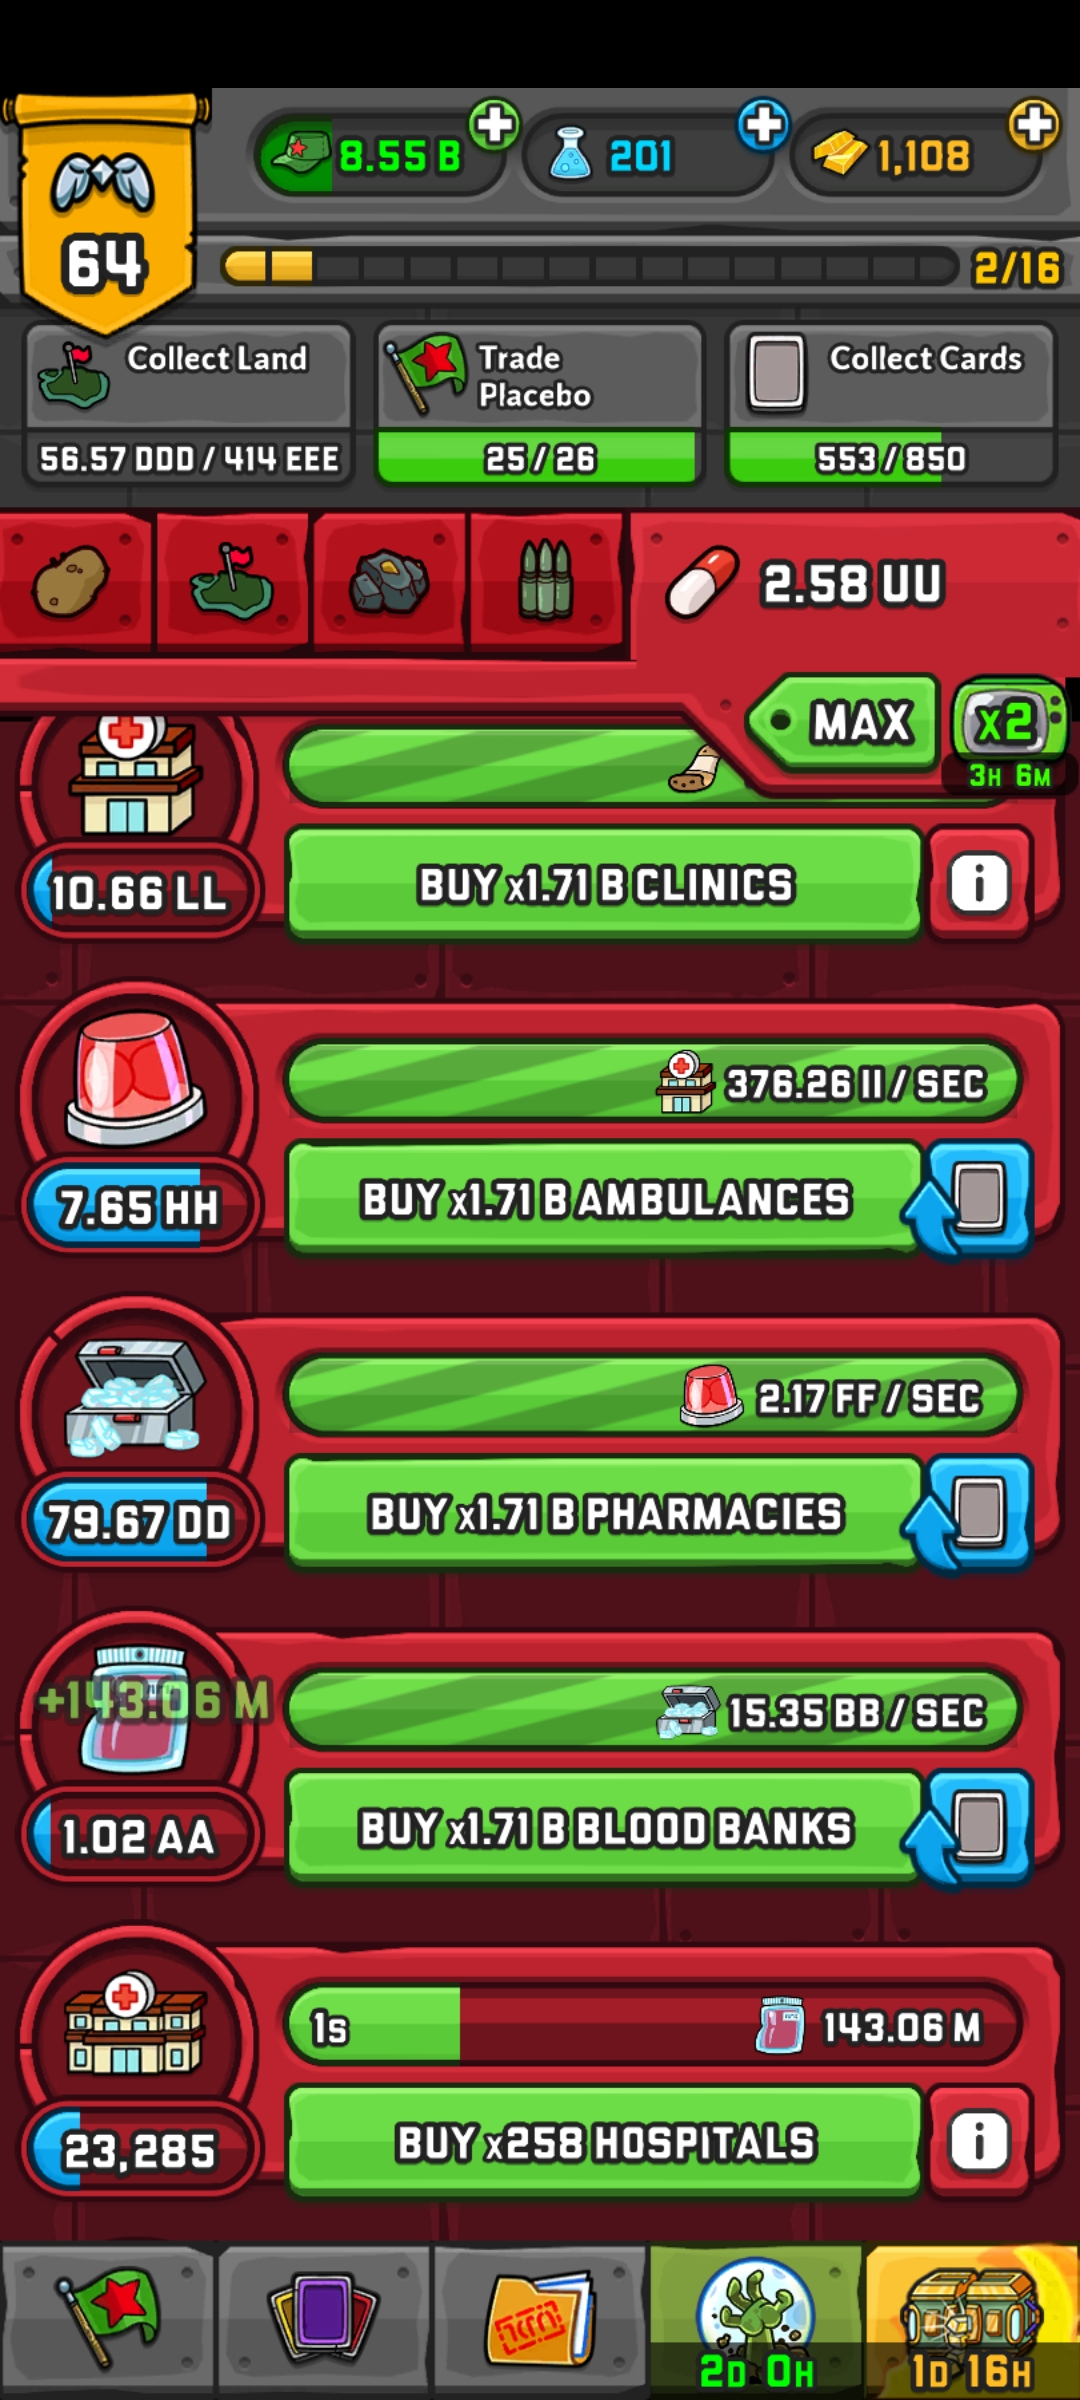 64
8.55 B
201
1,108
2/16
Collect Land
56.57 DDD / 414 EEE
Trade
Placebo
25 / 26
Collect Cards
553 / 850
2.58 UU
MAX
x2
3H 6M
10.66 LL
BUY x1.71 B CLINICS
i
376.26 II / SEC
7.65 HH
BUY x1.71 B AMBULANCES
2.17 FF / SEC
79.67 DD
BUY x1.71 B PHARMACIES
+143.06 M
15.35 BB / SEC
1.02 AA
BUY x1.71 B BLOOD BANKS
1s
143.06 M
23,285
BUY x258 HOSPITALS
i
2D 0H
1D 16H